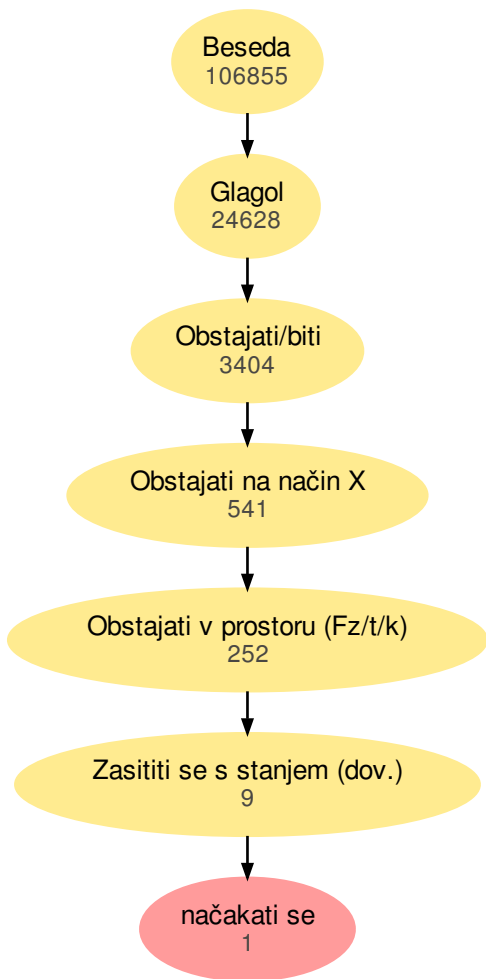 Beseda
106855
Glagol
24628
Obstajati/biti
3404
Obstajati na način X
541
Obstajati v prostoru (Fz/t/k)
252
Zasititi se s stanjem (dov.)
9
načakati se
1